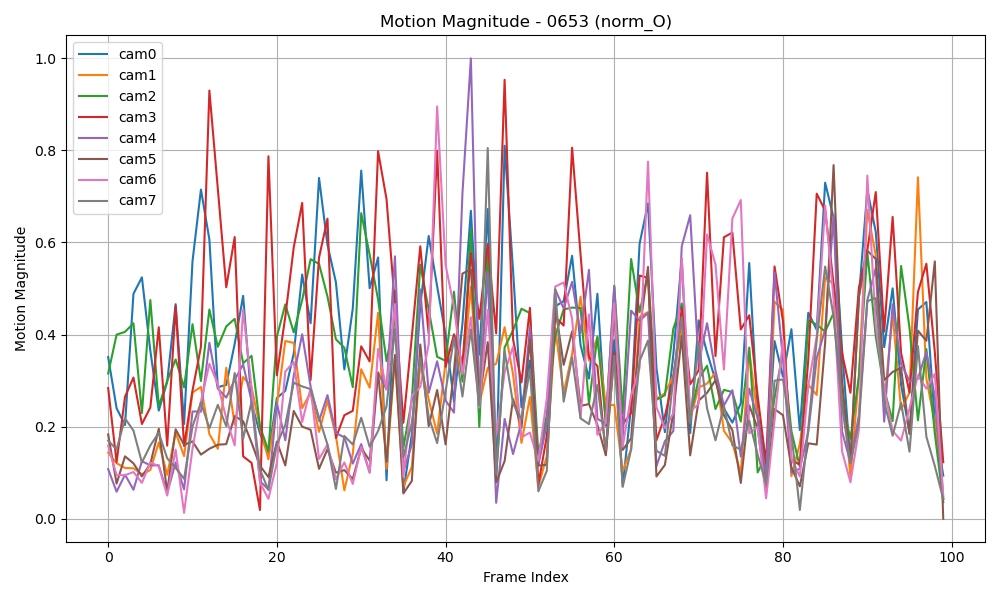 Motion Magnitude - 0653 (norm_O)
cam0
cam1
cam2
cam3
cam4
cam5
cam6
cam7
Motion Magnitude
1.0
0.8
0.6
0.4
0.2
0.0
0
20
40
60
80
100
Frame Index